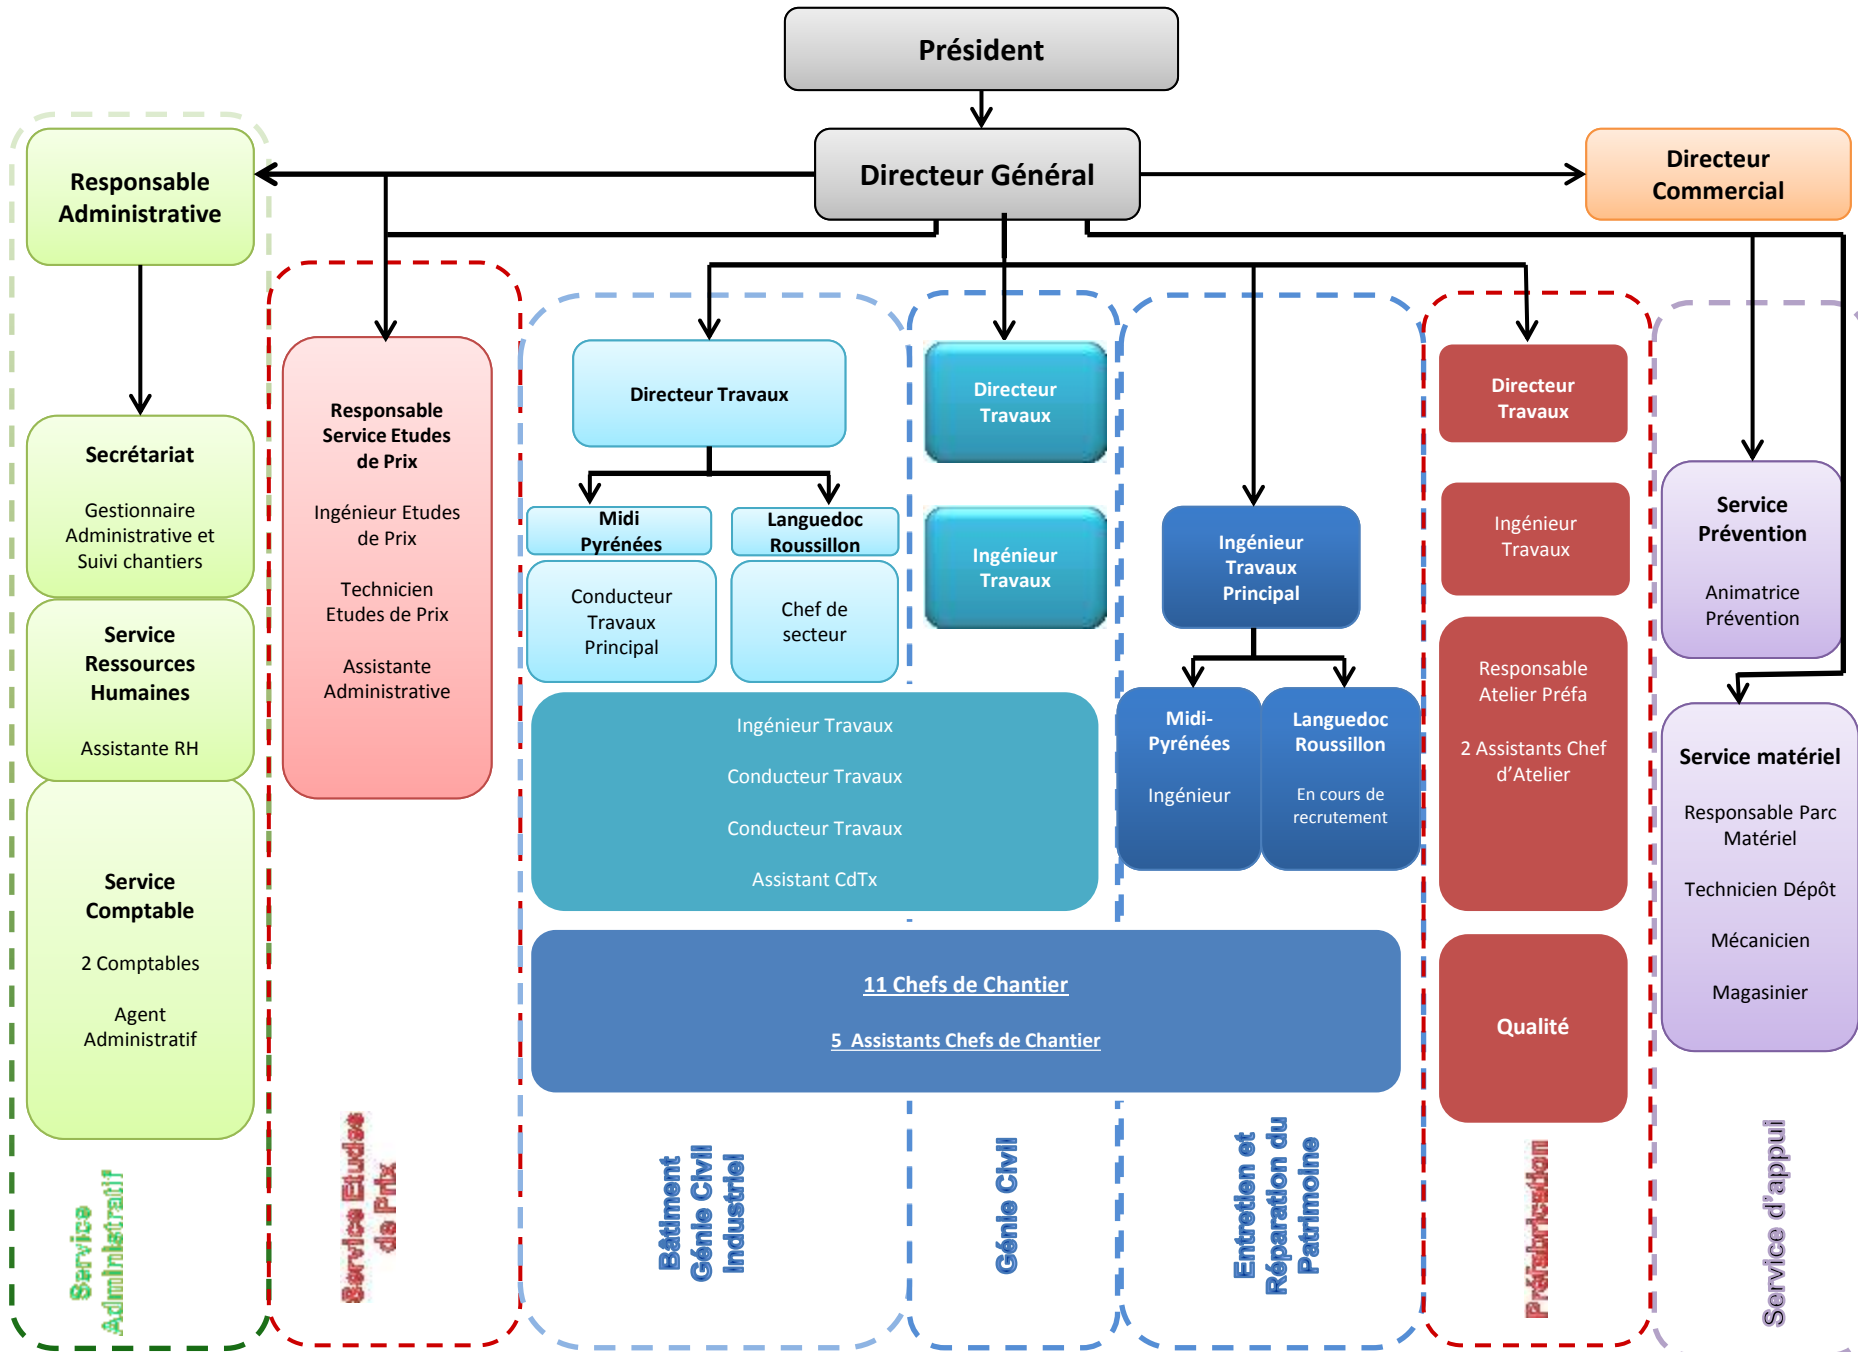 Président
Directeur Général
Responsable
Administrative
Directeur
Commercial
Secrétariat
Gestionnaire
Administrative et
Suivi chantiers
Service
Ressources
Humaines
Assistante RH
Service
Comptable
2 Comptables
Agent
Administratif
Service
Administratif
Responsable
Service Etudes
de Prix
Ingénieur Etudes
de Prix
Technicien
Etudes de Prix
Assistante
Administrative
Service Etudes
de Prix
Directeur Travaux
Midi
Pyrénées
Languedoc
Roussillon
Conducteur
Travaux
Principal
Chef de
secteur
Directeur
Travaux
Ingénieur
Travaux
Ingénieur Travaux
Conducteur Travaux
Conducteur Travaux
Assistant CdTx
Ingénieur
Travaux
Principal
Midi-
Pyrénées
Ingénieur
Languedoc
Roussillon
En cours de
recrutement
11 Chefs de Chantier
5  Assistants Chefs de Chantier
Bâtiment
Génie Civil
Industriel
Génie Civil
Entretien et
Réparation du
Patrimoine
Directeur
Travaux
Ingénieur
Travaux
Responsable
Atelier Préfa
2 Assistants Chef
d’Atelier
Qualité
Préfabrication
Service
Prévention
Animatrice
Prévention
Service matériel
Responsable Parc
Matériel
Technicien Dépôt
Mécanicien
Magasinier
Service d’appui